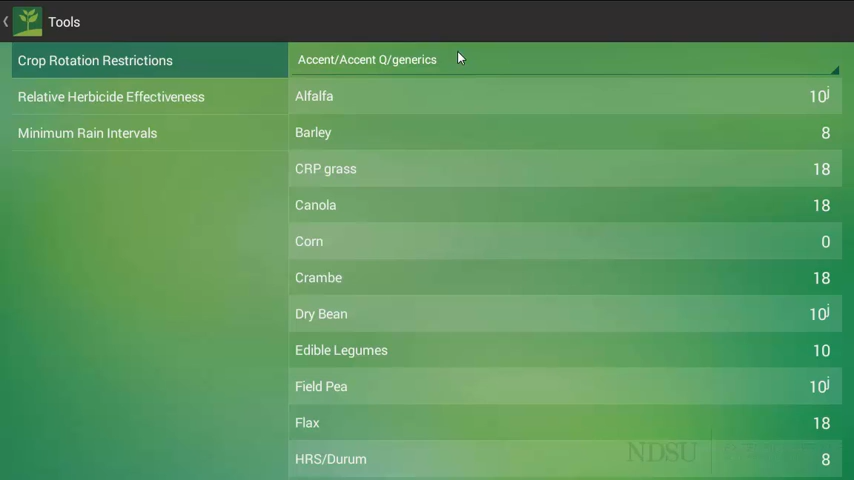 Tools
Crop Rotation Restrictions
Relative Herbicide Effectiveness
Minimum Rain Intervals
Accent/Accent Q/generics
Alfalfa 10j
Barley 8
CRP grass 18
Canola 18
Corn 0
Crambe 18
Dry Bean 10j
Edible Legumes 10
Field Pea 10j
Flax 18
HRS/Durum 8
NDSU